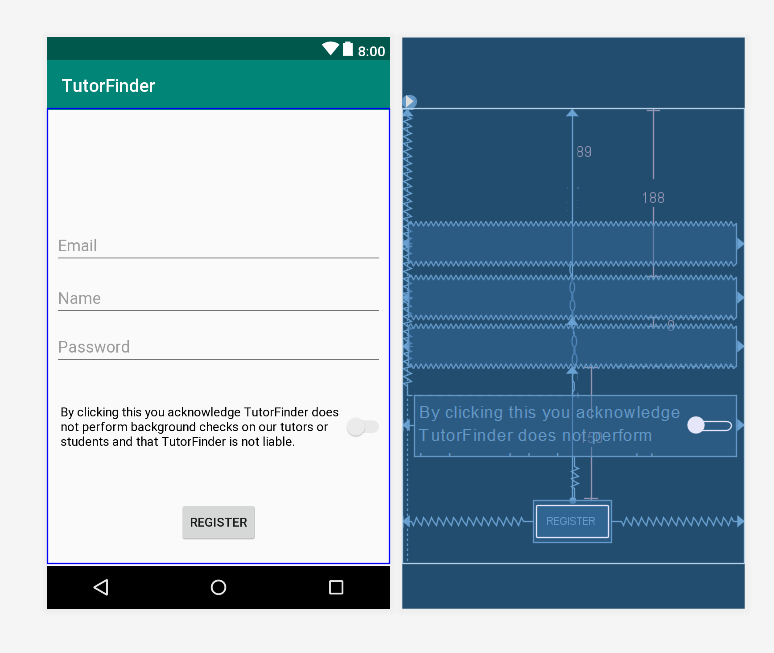 8:00
TutorFinder
Email
Name
Password
By clicking this you acknowledge TutorFinder does
not perform background checks on our tutors or
students and that TutorFinder is not liable.
REGISTER
89
188
By clicking this you acknowledge
TutorFinder does not perform
REGISTER